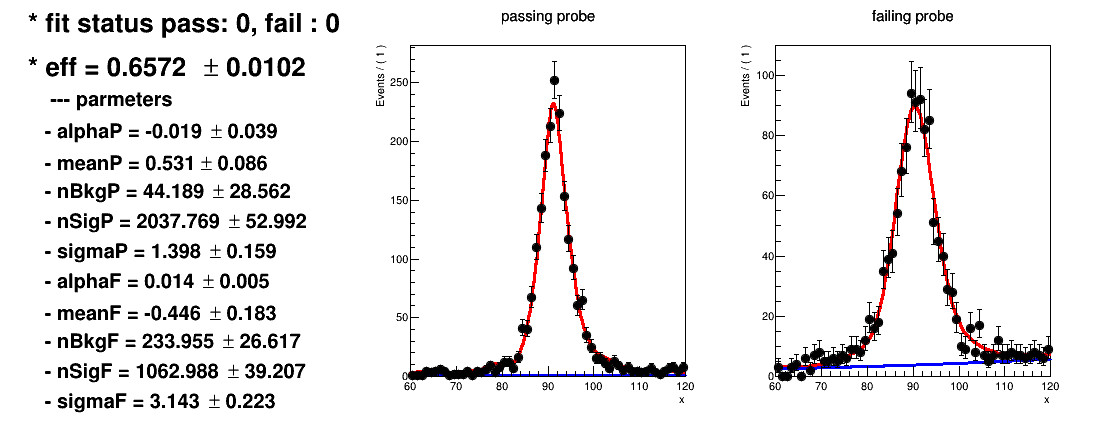 * fit status pass: 0, fail : 0
* eff = 0.6572 ± 0.0102
--- parmeters
- alphaP = -0.019 ± 0.039
- meanP = 0.531 ± 0.086
- nBkgP = 44.189 ± 28.562
- nSigP = 2037.769 ± 52.992
- sigmaP = 1.398 ± 0.159
- alphaF = 0.014 ± 0.005
- meanF = -0.446 ± 0.183
- nBkgF = 233.955 ± 26.617
- nSigF = 1062.988 ± 39.207
- sigmaF = 3.143 ± 0.223
passing probe
Events / ( 1 )
250
200
150
100
50
0
60 70 80 90 100 110 120
x
failing probe
Events / ( 1 )
100
80
60
40
20
0
60 70 80 90 100 110 120
x